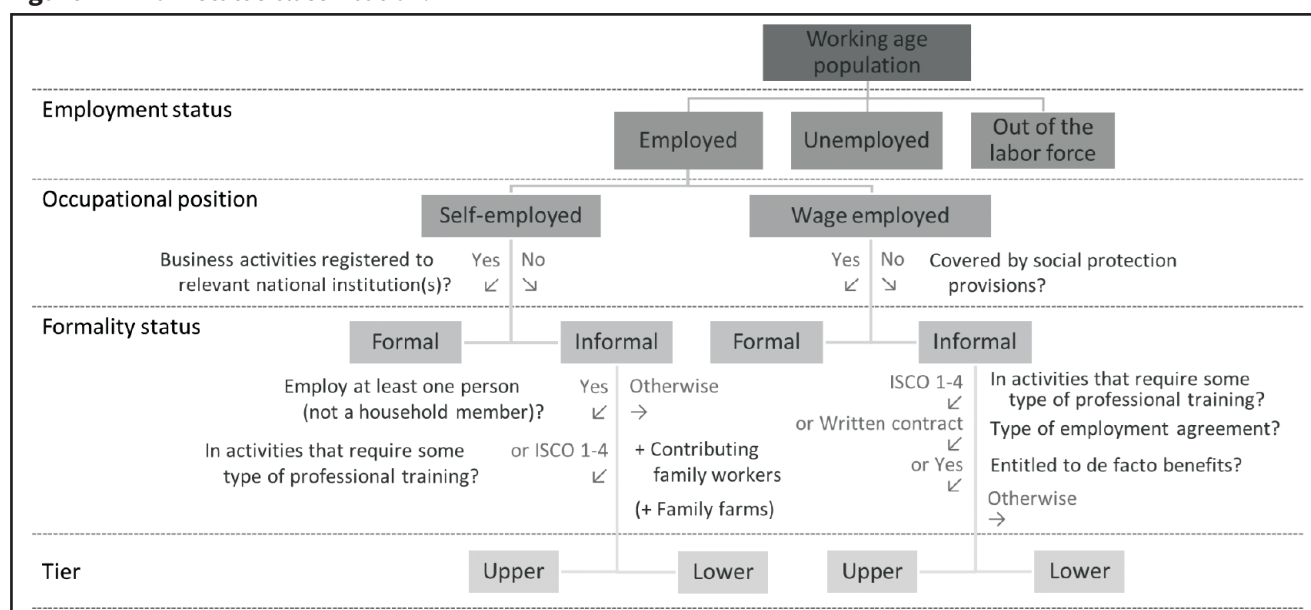 Working age
population
Employment status
Employed
Unemployed
Out of the
labor force
Occupational position
Self-employed
Wage employed
Business activities registered to
relevant national institution(s)?
Yes
No
Yes
No
Covered by social protection
provisions?
Formality status
Formal
Informal
Formal
Informal
Employ at least one person
(not a household member)?
Yes
Otherwise
In activities that require some
type of professional training?
or ISCO 1-4
+ Contributing
family workers
(+ Family farms)
ISCO 1-4
In activities that require some
type of professional training?
or Written contract
Type of employment agreement?
or Yes
Entitled to de facto benefits?
Otherwise
Tier
Upper
Lower
Upper
Lower